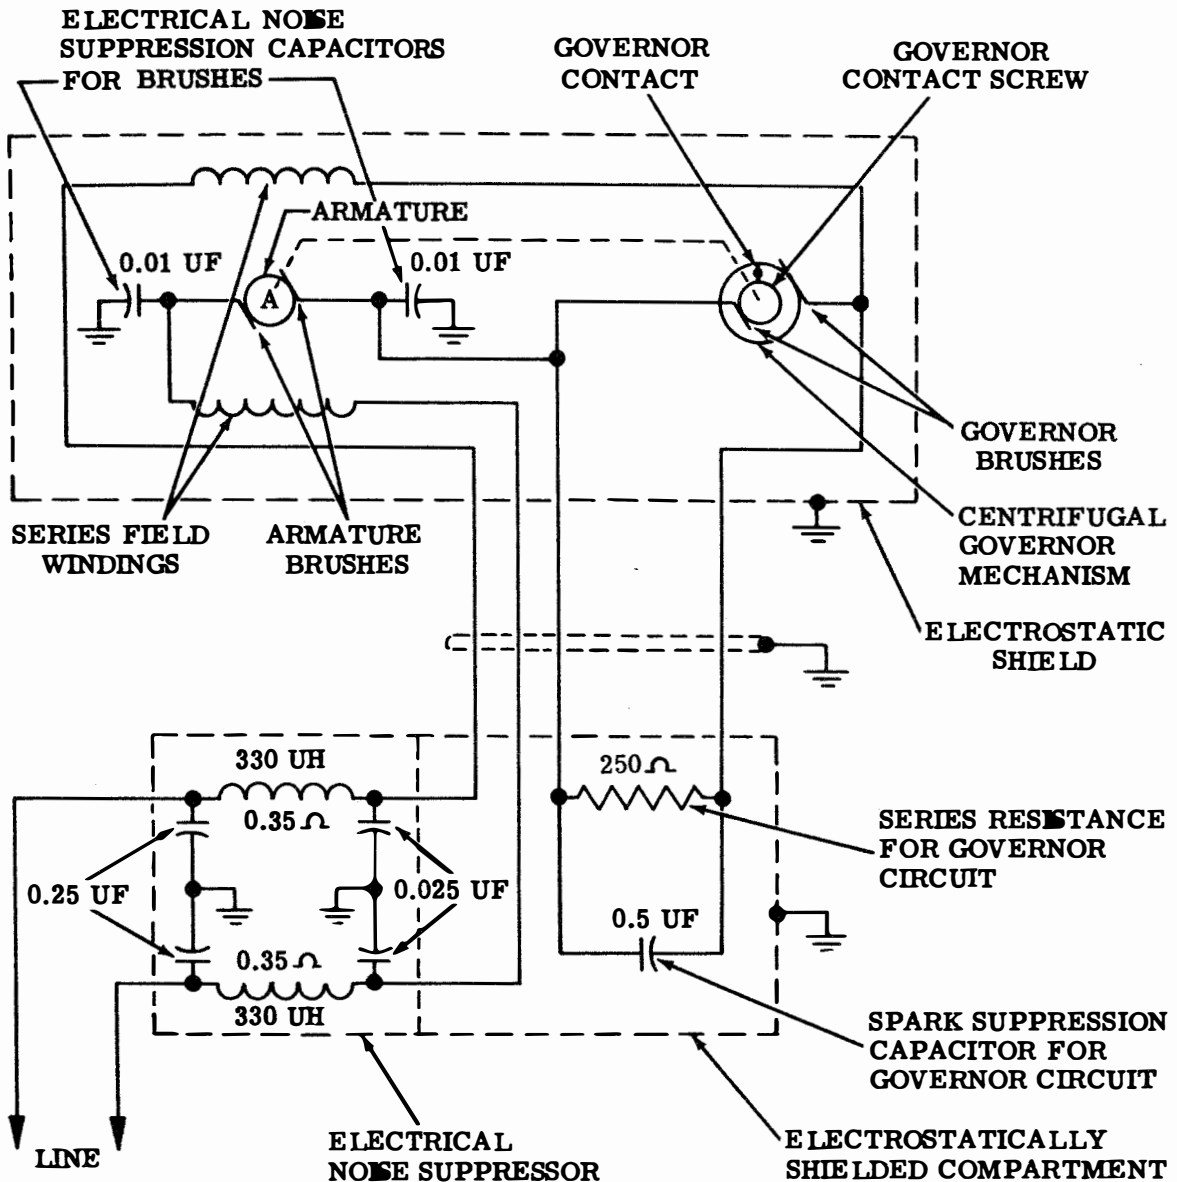 ELECTRICAL NOISE
SUPPRESSION CAPACITORS
FOR BRUSHES
GOVERNOR
CONTACT
GOVERNOR
CONTACT SCREW
ARMATURE
0.01 UF
0.01 UF
A
GOVERNOR
BRUSHES
SERIES FIELD
WINDINGS
ARMATURE
BRUSHES
CENTRIFUGAL
GOVERNOR
MECHANISM
ELECTROSTATIC
SHIELD
330 UH
0.35 Ω
250 Ω
SERIES RESISTANCE
FOR GOVERNOR
CIRCUIT
0.25 UF
0.025 UF
0.5 UF
0.35 Ω
330 UH
SPARK SUPPRESSION
CAPACITOR FOR
GOVERNOR CIRCUIT
LINE
ELECTRICAL
NOISE SUPPRESSOR
ELECTROSTATICALLY
SHIELDED COMPARTMENT